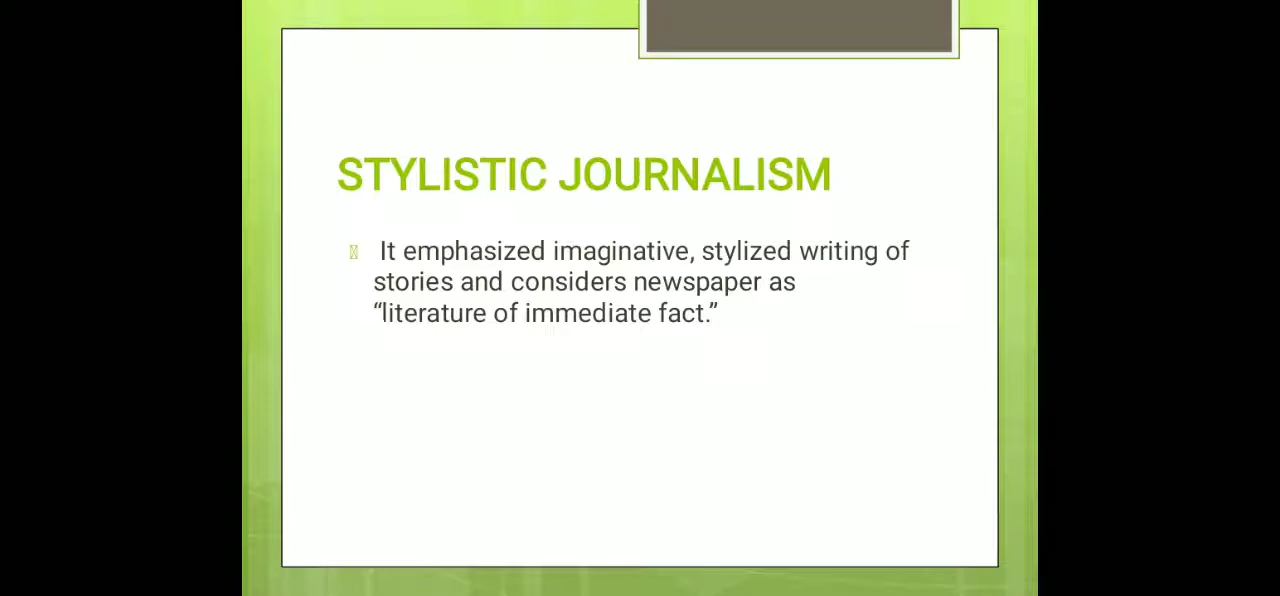 STYLISTIC JOURNALISM
It emphasized imaginative, stylized writing of
stories and considers newspaper as
“literature of immediate fact.”